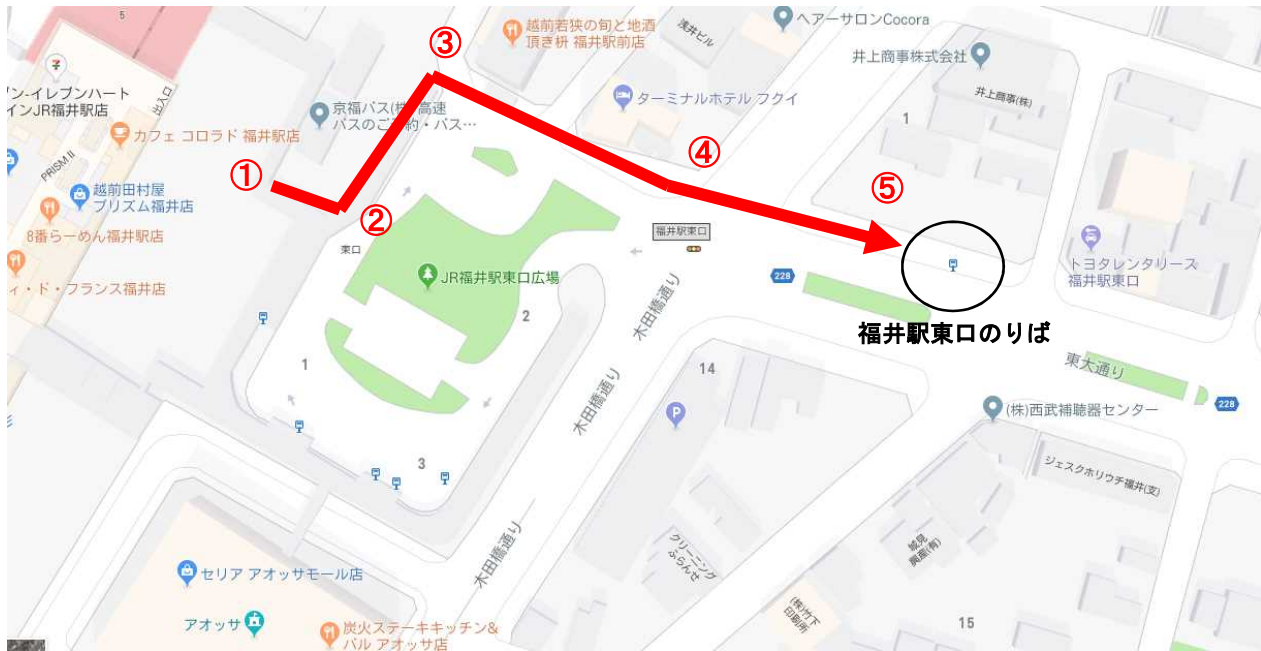 5
ン-イレブンハート
インJR福井駅店
出入口
カフェ コロラド 福井駅店
PRISM II
越前田村屋
プリズム福井店
8番らーめん福井駅店
ィ・ド・フランス福井店
京福バス(株)高速
バスのご予約・バス…
①
②
③
④
⑤
越前若狭の旬と地酒
頂き枡 福井駅前店
浅井ビル
ヘアーサロンCocora
井上商事株式会社
井上商事(株)
1
ターミナルホテル フクイ
東口
JR福井駅東口広場
福井駅東口
228
福井駅東口のりば
トヨタレンタリース
福井駅東口
木田橋通り
木田橋通り
木田橋通り
東大通り
228
1
2
3
14
P
(株)西武補聴器センター
ジェスクホリウチ福井(支)
クリーニング
ふらんせ
(株)竹下
印刷所
15
セリア アオッサモール店
アオッサ
炭火ステーキキッチン&
バル アオッサ店